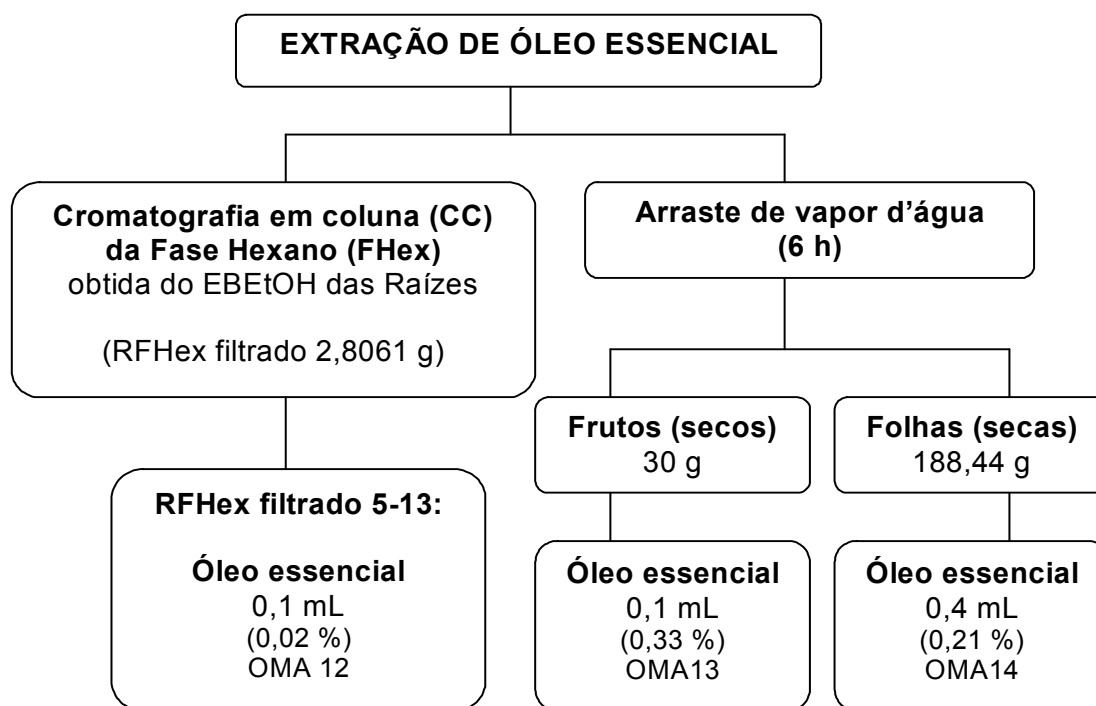 EXTRAÇÃO DE ÓLEO ESSENCIAL
Cromatografia em coluna (CC)
da Fase Hexano (FHex)
obtida do EBEtOH das Raízes
(RFHex filtrado 2,8061 g)
Arraste de vapor d’água
(6 h)
Frutos (secos)
30 g
Folhas (secas)
188,44 g
RFHex filtrado 5-13:
Óleo essencial
0,1 mL
(0,02 %)
OMA 12
Óleo essencial
0,1 mL
(0,33 %)
OMA13
Óleo essencial
0,4 mL
(0,21 %)
OMA14